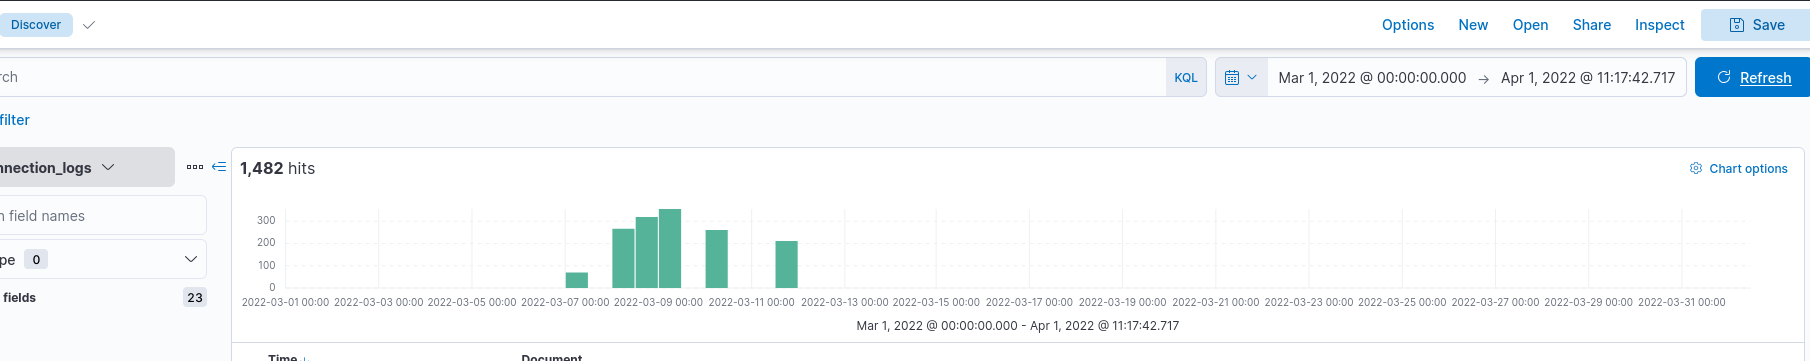 Discover
Options New Open Share Inspect Save
rch KQL Mar 1, 2022 @ 00:00:00.000 → Apr 1, 2022 @ 11:17:42.717 Refresh
filter
nnection_logs
1,482 hits
Chart options
n field names
pe 0
fields 23
300
200
100
0
2022-03-01 00:00 2022-03-03 00:00 2022-03-05 00:00 2022-03-07 00:00 2022-03-09 00:00 2022-03-11 00:00 2022-03-13 00:00 2022-03-15 00:00 2022-03-17 00:00 2022-03-19 00:00 2022-03-21 00:00 2022-03-23 00:00 2022-03-25 00:00 2022-03-27 00:00 2022-03-29 00:00 2022-03-31 00:00
Mar 1, 2022 @ 00:00:00.000 - Apr 1, 2022 @ 11:17:42.717
Time ↓ Document